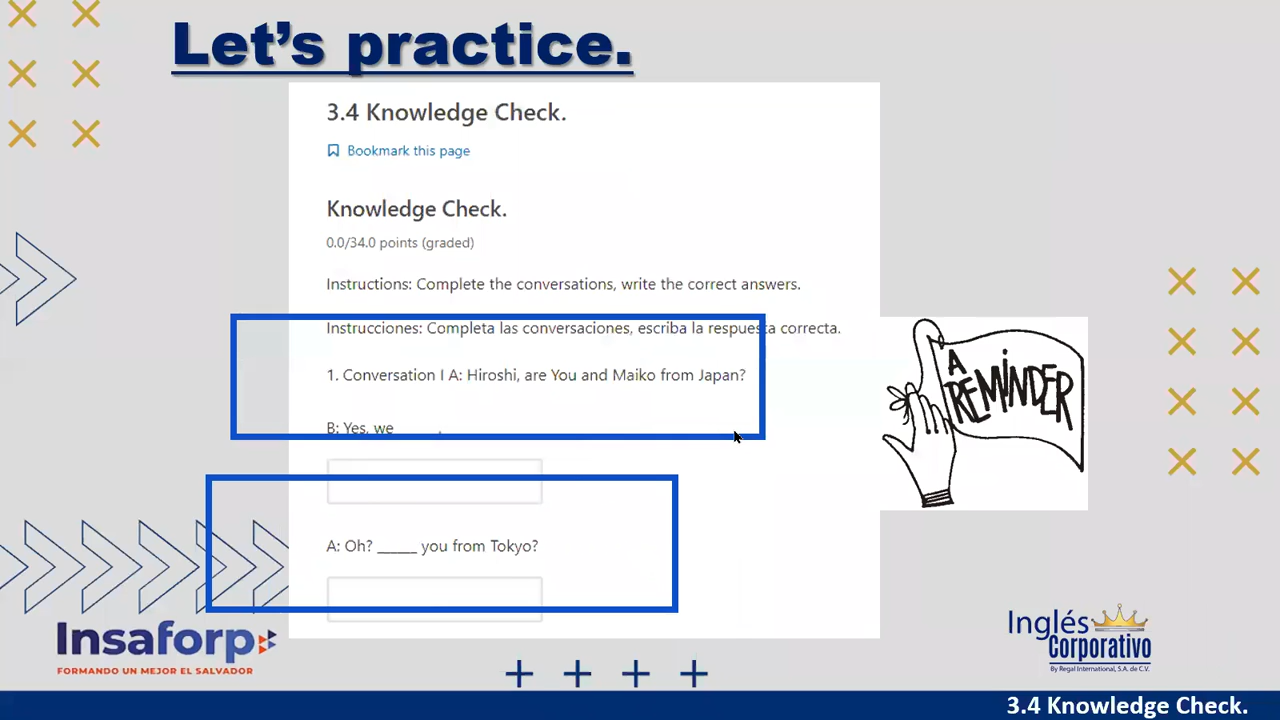 Let's practice.
3.4 Knowledge Check.
Bookmark this page
Knowledge Check.
0.0/34.0 points (graded)
Instructions: Complete the conversations, write the correct answers.
Instrucciones: Completa las conversaciones, escriba la respuesta correcta.
1. Conversation I A: Hiroshi, are You and Maiko from Japan?
B: Yes, we _____.
A: Oh? _____ you from Tokyo?
A REMINDER
Insaforp
FORMANDO UN MEJOR EL SALVADOR
Inglés
Corporativo
By Regal International, S.A. de C.V.
3.4 Knowledge Check.